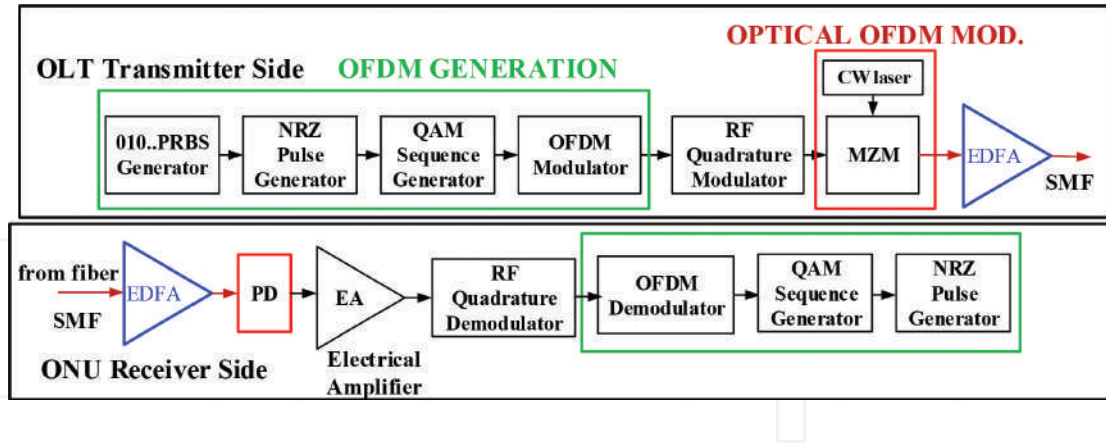 OPTICAL OFDM MOD.
OLT Transmitter Side
OFDM GENERATION
CW laser
010..PRBS
Generator
NRZ
Pulse
Generator
QAM
Sequence
Generator
OFDM
Modulator
RF
Quadrature
Modulator
MZM
EDFA
SMF
from fiber
SMF
EDFA
PD
EA
Electrical
Amplifier
RF
Quadrature
Demodulator
OFDM
Demodulator
QAM
Sequence
Generator
NRZ
Pulse
Generator
ONU Receiver Side